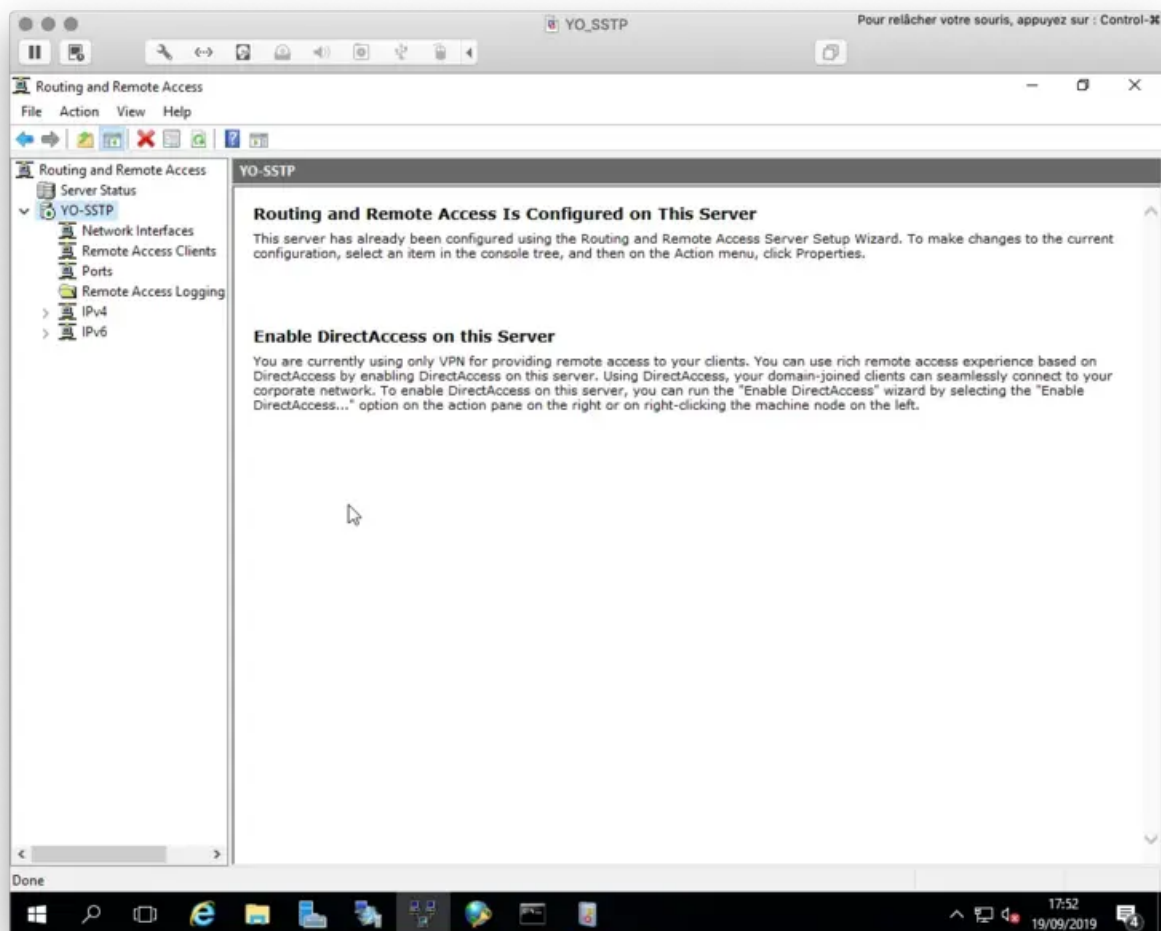 YO_SSTP
Pour relâcher votre souris, appuyez sur : Control-⌘
Routing and Remote Access
File Action View Help
Routing and Remote Access
Server Status
YO-SSTP
Network Interfaces
Remote Access Clients
Ports
Remote Access Logging
IPv4
IPv6
YO-SSTP
Routing and Remote Access Is Configured on This Server
This server has already been configured using the Routing and Remote Access Server Setup Wizard. To make changes to the current
configuration, select an item in the console tree, and then on the Action menu, click Properties.
Enable DirectAccess on this Server
You are currently using only VPN for providing remote access to your clients. You can use rich remote access experience based on
DirectAccess by enabling DirectAccess on this server. Using DirectAccess, your domain-joined clients can seamlessly connect to your
corporate network. To enable DirectAccess on this server, you can run the "Enable DirectAccess" wizard by selecting the "Enable
DirectAccess..." option on the action pane on the right or on right-clicking the machine node on the left.
Done
17:52
19/09/2019
4